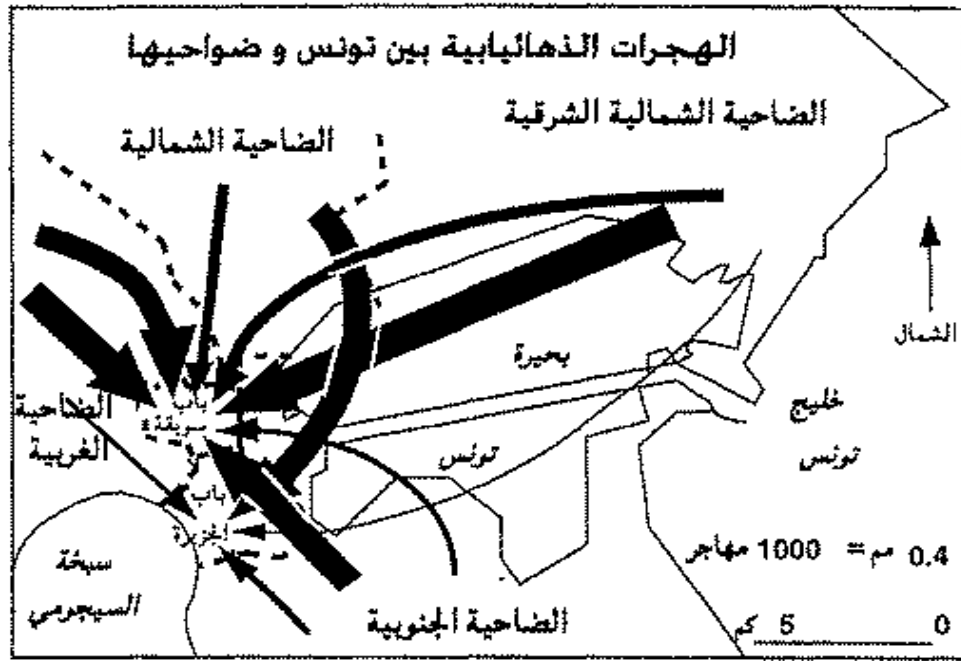 الهجرات الذهائيابية بين تونس و ضواحيها
الضاحية الشمالية الشرقية
الضاحية الشمالية
الشمال
بحيرة
تونس
خليج
تونس
باب
سويقة
الضاحية
الغربية
باب
الجزيرة
سبخة
السيجومي
الضاحية الجنوبية
0.4 مم = 1000 مهاجر
0 5 كم